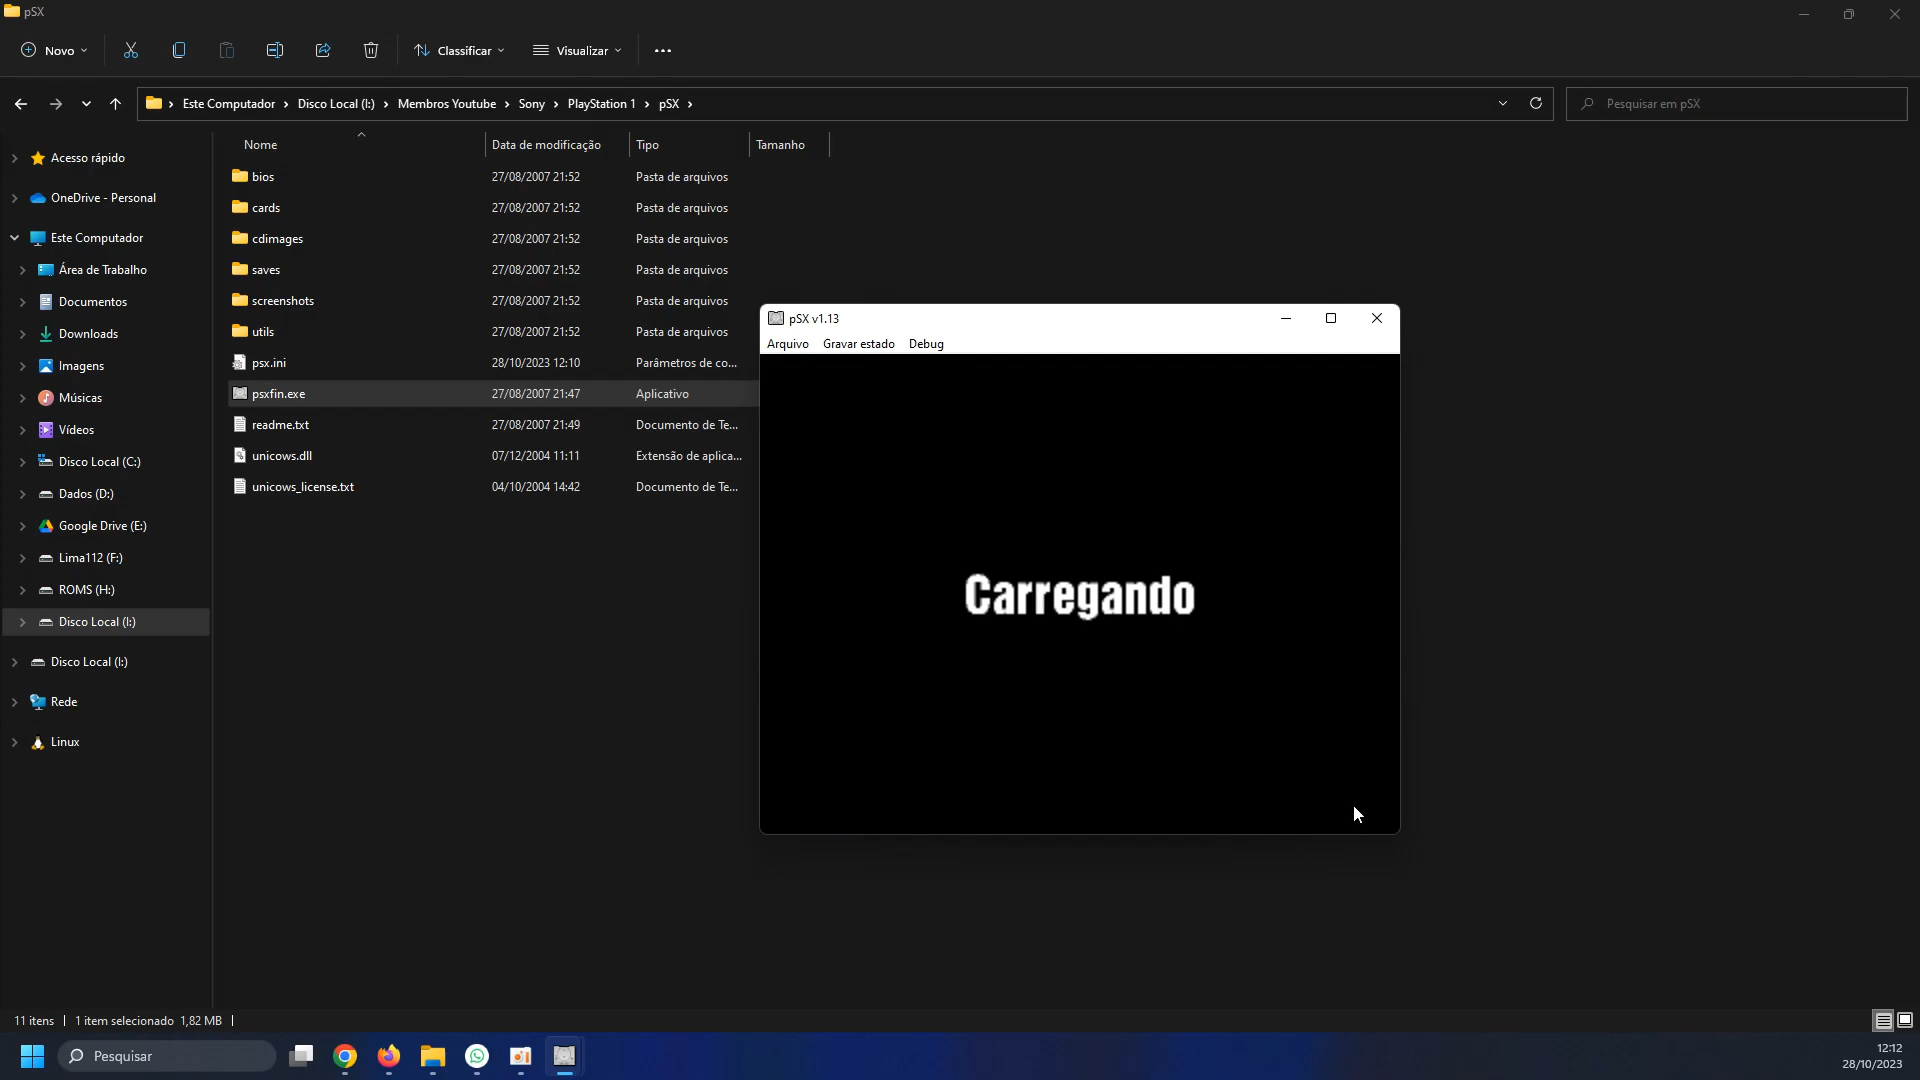 pSX
Novo
Classificar
Visualizar
Este Computador
Disco Local (I:)
Membros Youtube
Sony
PlayStation 1
pSX
Pesquisar em pSX
Acesso rápido
OneDrive - Personal
Este Computador
Área de Trabalho
Documentos
Downloads
Imagens
Músicas
Vídeos
Disco Local (C:)
Dados (D:)
Google Drive (E:)
Lima112 (F:)
ROMS (H:)
Disco Local (I:)
Disco Local (I:)
Rede
Linux
Nome Data de modificação Tipo Tamanho
bios 27/08/2007 21:52 Pasta de arquivos
cards 27/08/2007 21:52 Pasta de arquivos
cdimages 27/08/2007 21:52 Pasta de arquivos
saves 27/08/2007 21:52 Pasta de arquivos
screenshots 27/08/2007 21:52 Pasta de arquivos
utils 27/08/2007 21:52 Pasta de arquivos
psx.ini 28/10/2023 12:10 Parâmetros de co...
psxfin.exe 27/08/2007 21:47 Aplicativo
readme.txt 27/08/2007 21:49 Documento de Te...
unicows.dll 07/12/2004 11:11 Extensão de aplica...
unicows_license.txt 04/10/2004 14:42 Documento de Te...
pSX v1.13
Arquivo Gravar estado Debug
Carregando
11 itens 1 item selecionado 1,82 MB
Pesquisar
12:12
28/10/2023